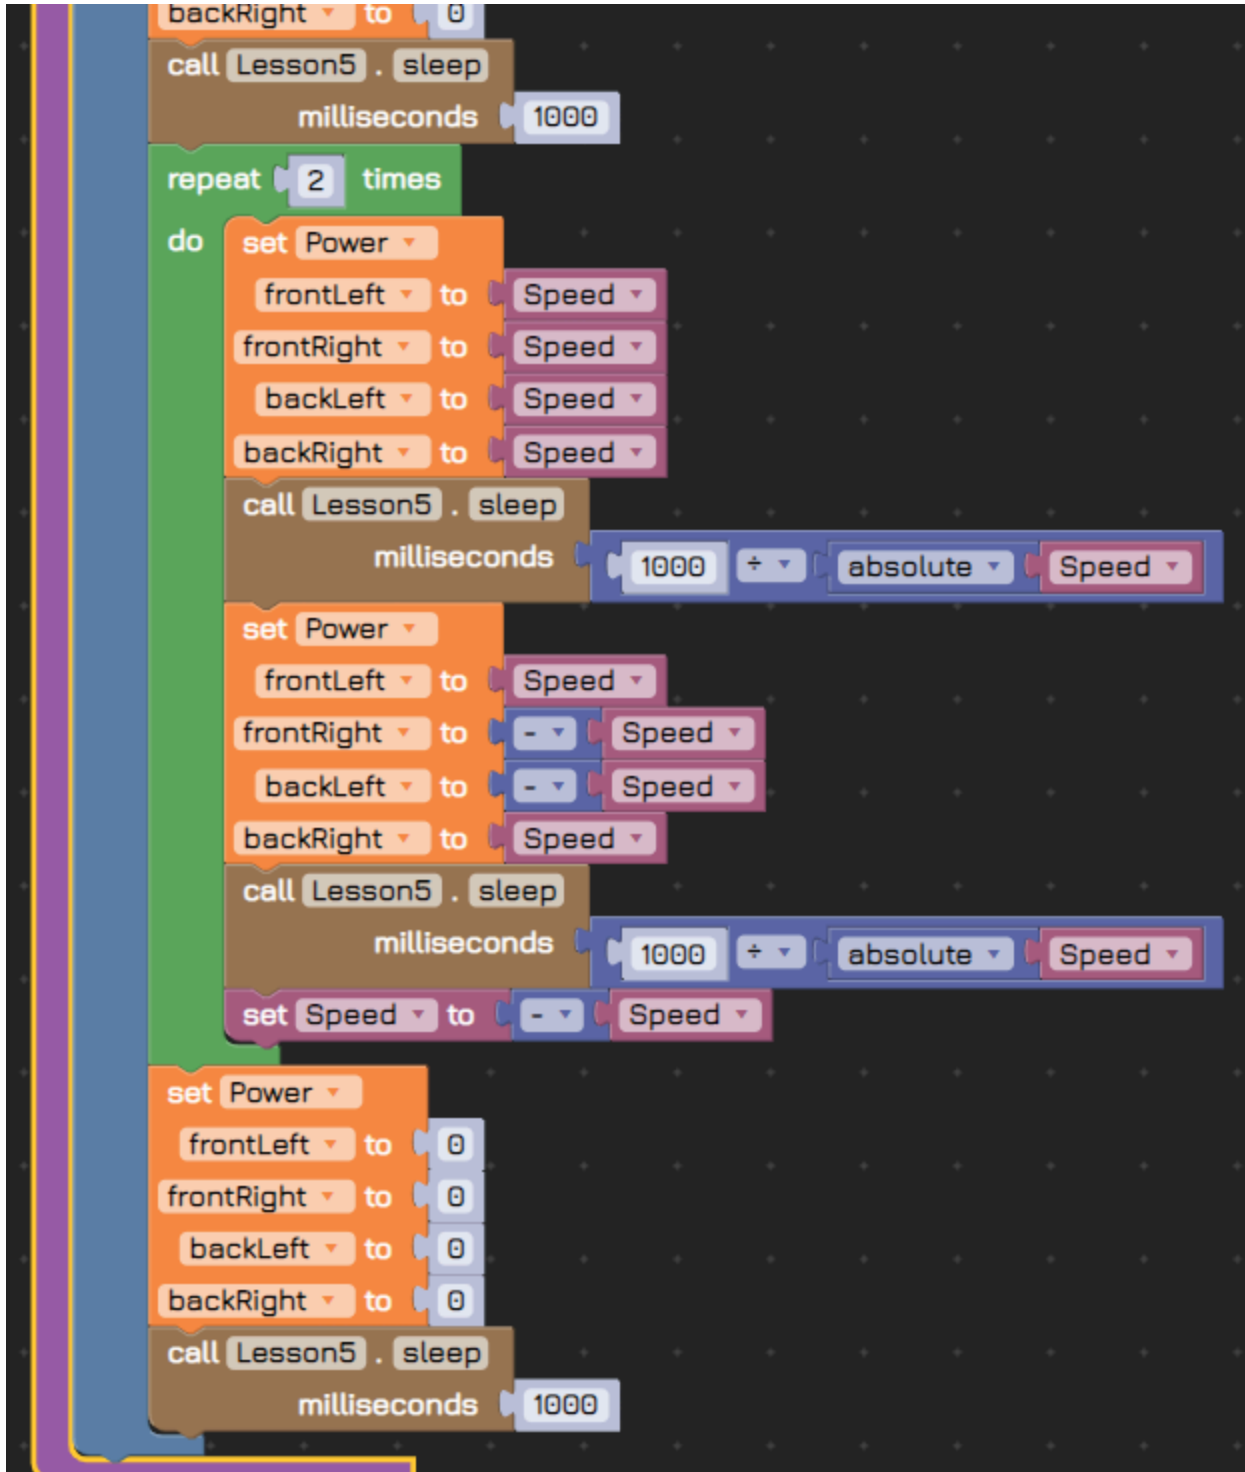 backRight to 0
call Lesson5 . sleep
milliseconds 1000
repeat 2 times
do set Power
frontLeft to Speed
frontRight to Speed
backLeft to Speed
backRight to Speed
call Lesson5 . sleep
milliseconds 1000 ÷ absolute Speed
set Power
frontLeft to Speed
frontRight to - Speed
backLeft to - Speed
backRight to Speed
call Lesson5 . sleep
milliseconds 1000 ÷ absolute Speed
set Speed to - Speed
set Power
frontLeft to 0
frontRight to 0
backLeft to 0
backRight to 0
call Lesson5 . sleep
milliseconds 1000